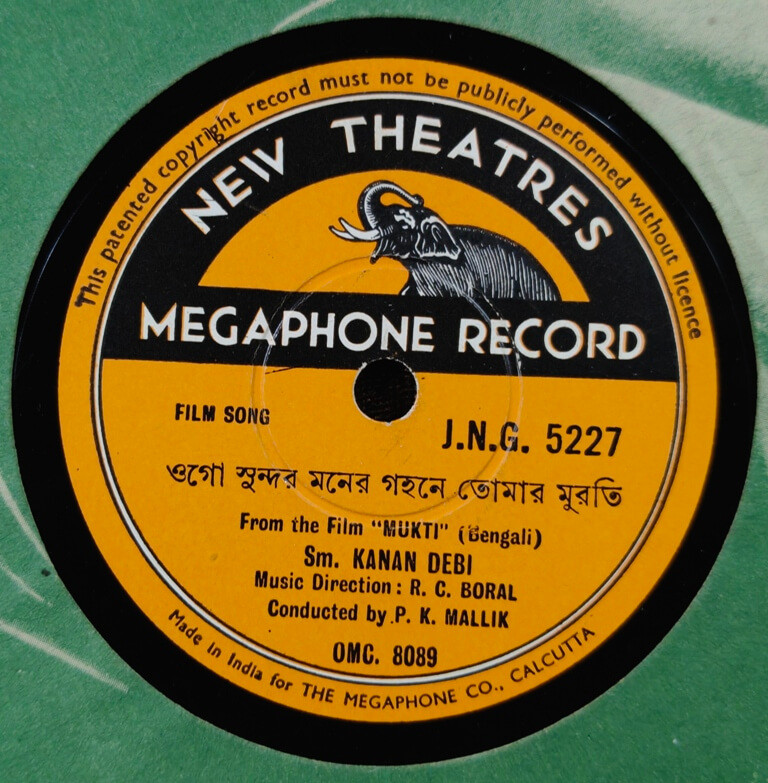 This patented copyright record must not be publicly performed without licence
NEW THEATRES
MEGAPHONE RECORD
FILM SONG
J.N.G. 5227
ওগো সুন্দর মনের গহনে তোমার মুরতি
From the Film "MUKTI" (Bengali)
Sm. KANAN DEBI
Music Direction: R. C. BORAL
Conducted by P. K. MALLIK
OMC. 8089
Made in India for THE MEGAPHONE CO., CALCUTTA